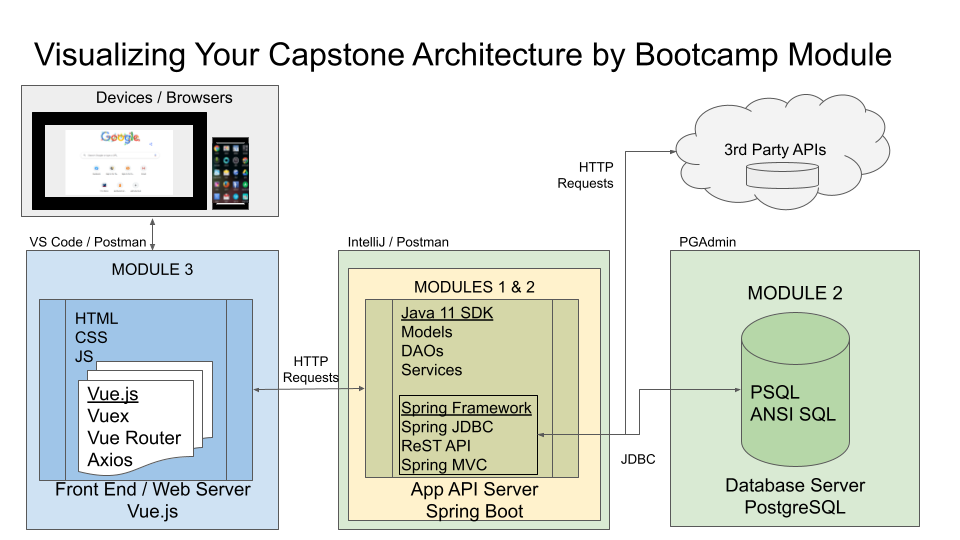 Visualizing Your Capstone Architecture by Bootcamp Module
Devices / Browsers
Google
3rd Party APIs
HTTP
Requests
VS Code / Postman
MODULE 3
HTML
CSS
JS
Vue.js
Vuex
Vue Router
Axios
Front End / Web Server
Vue.js
HTTP
Requests
IntelliJ / Postman
MODULES 1 & 2
Java 11 SDK
Models
DAOs
Services
Spring Framework
Spring JDBC
ReST API
Spring MVC
App API Server
Spring Boot
JDBC
PGAdmin
MODULE 2
PSQL
ANSI SQL
Database Server
PostgreSQL